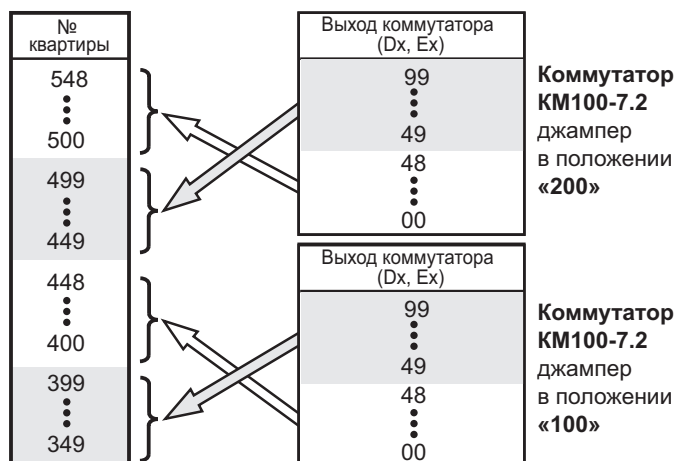 №
квартиры
548
500
499
449
448
400
399
349
Выход коммутатора
(Dx, Ex)
99
49
48
00
Коммутатор
КМ100-7.2
джампер
в положении
«200»
Выход коммутатора
(Dx, Ex)
99
49
48
00
Коммутатор
КМ100-7.2
джампер
в положении
«100»